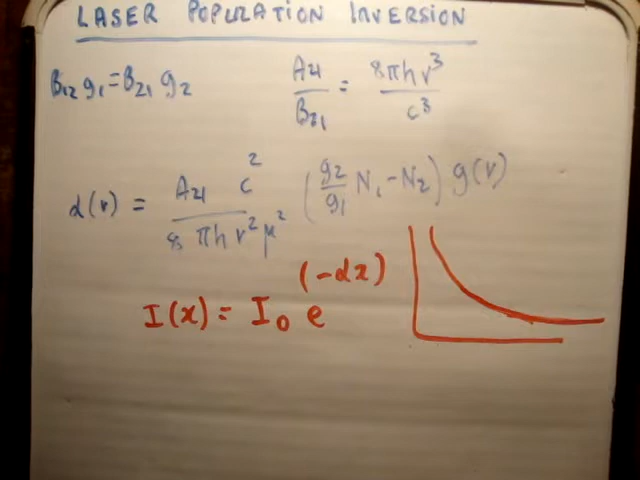 LASER POPULATION INVERSION
B₁₂ g₁ = B₂₁ g₂  A₂₁/B₂₁ = 8πhν³/c³
α(ν) = A₂₁ c²/8πhν²μ² (g₂/g₁ N₁ - N₂) g(ν)
I(x) = I₀ e^(-αx)